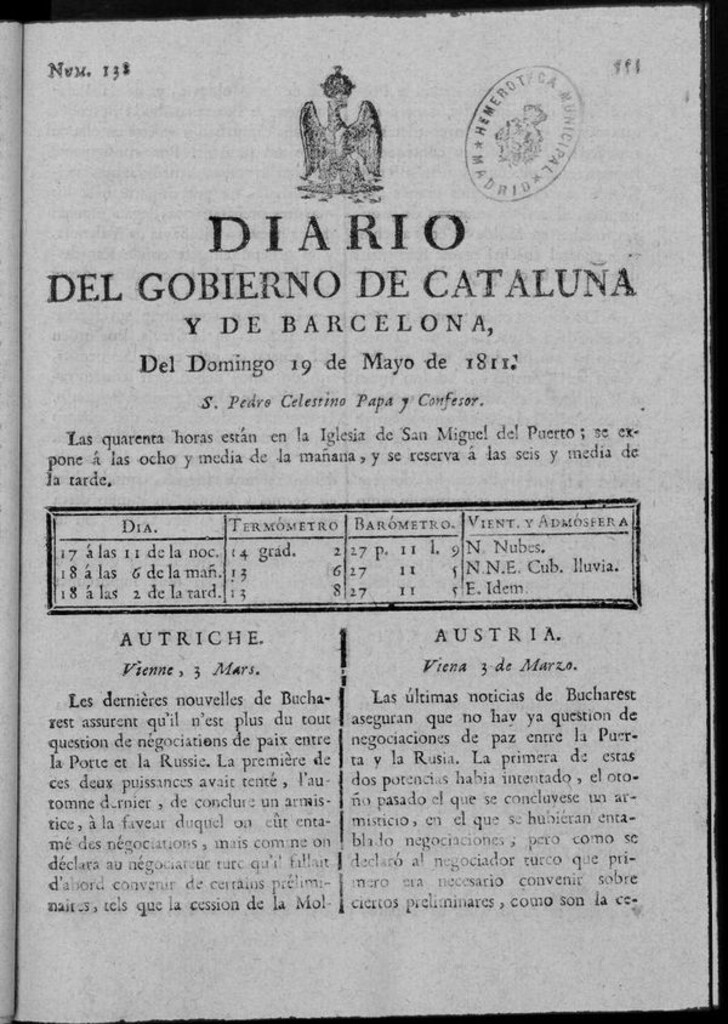 Num. 138
HEMEROTECA MUNICIPAL
MADRID
DIARIO
DEL GOBIERNO DE CATALUÑA
Y DE BARCELONA,
Del Domingo 19 de Mayo de 1811.
S. Pedro Celestino Papa y Confesor.
Las quarenta horas están en la Iglesia de San Miguel del Puerto; se ex-
pone á las ocho y media de la mañana, y se reserva á las seis y media de
la tarde.
DIA. TERMÓMETRO BARÓMETRO. VIENT. Y ADMÓSFERA
17 á las 11 de la noc. 14 grad. 2 27 p. 11 l. 9 N. Nubes.
18 á las 6 de la mañ. 13 6 27 11 5 N.N.E. Cub. lluvia.
18 á las 2 de la tard. 13 8 27 11 5 E. Idem.
AUTRICHE.
Vienne, 3 Mars.
Les dernières nouvelles de Bucha-
rest assurent qu'il n'est plus du tout
question de négociations de paix entre
la Porte et la Russie. La première de
ces deux puissances avait tenté, l'au-
tomne dernier, de conclure un armis-
tice, à la faveur duquel on eût enta-
mé des négociations, mais comme on
déclara au négociateur turc qu'il fallait
d'abord convenir de certains prélimi-
naires, tels que la cession de la Mol-
AUSTRIA.
Viena 3 de Marzo.
Las últimas noticias de Bucharest
aseguran que no hay ya question de
negociaciones de paz entre la Puer-
ta y la Rusia. La primera de estas
dos potencias habia intentado, el oto-
ño pasado el que se concluyese un ar-
misticio, en el que se hubiéran enta-
blado negociaciones; pero como se
declaró al negociador turco que pri-
mero era necesario convenir sobre
ciertos preliminares, como son la ce-